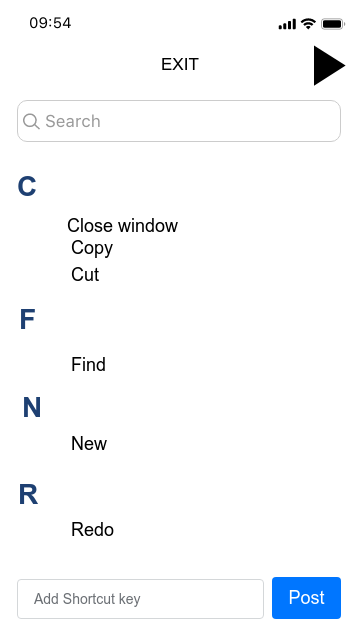 09:54
EXIT
Search
C
Close window
Copy
Cut
F
Find
N
New
R
Redo
Add Shortcut key
Post